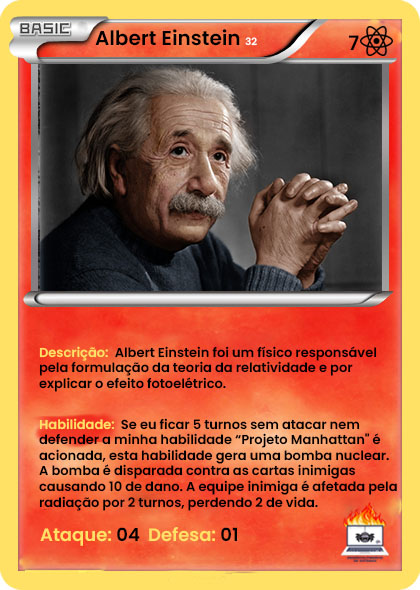 BASIC
Albert Einstein 32
7
Descrição: Albert Einstein foi um físico responsável
pela formulação da teoria da relatividade e por
explicar o efeito fotoelétrico.
Habilidade: Se eu ficar 5 turnos sem atacar nem
defender a minha habilidade “Projeto Manhattan" é
acionada, esta habilidade gera uma bomba nuclear.
A bomba é disparada contra as cartas inimigas
causando 10 de dano. A equipe inimiga é afetada pela
radiação por 2 turnos, perdendo 2 de vida.
Ataque: 04 Defesa: 01